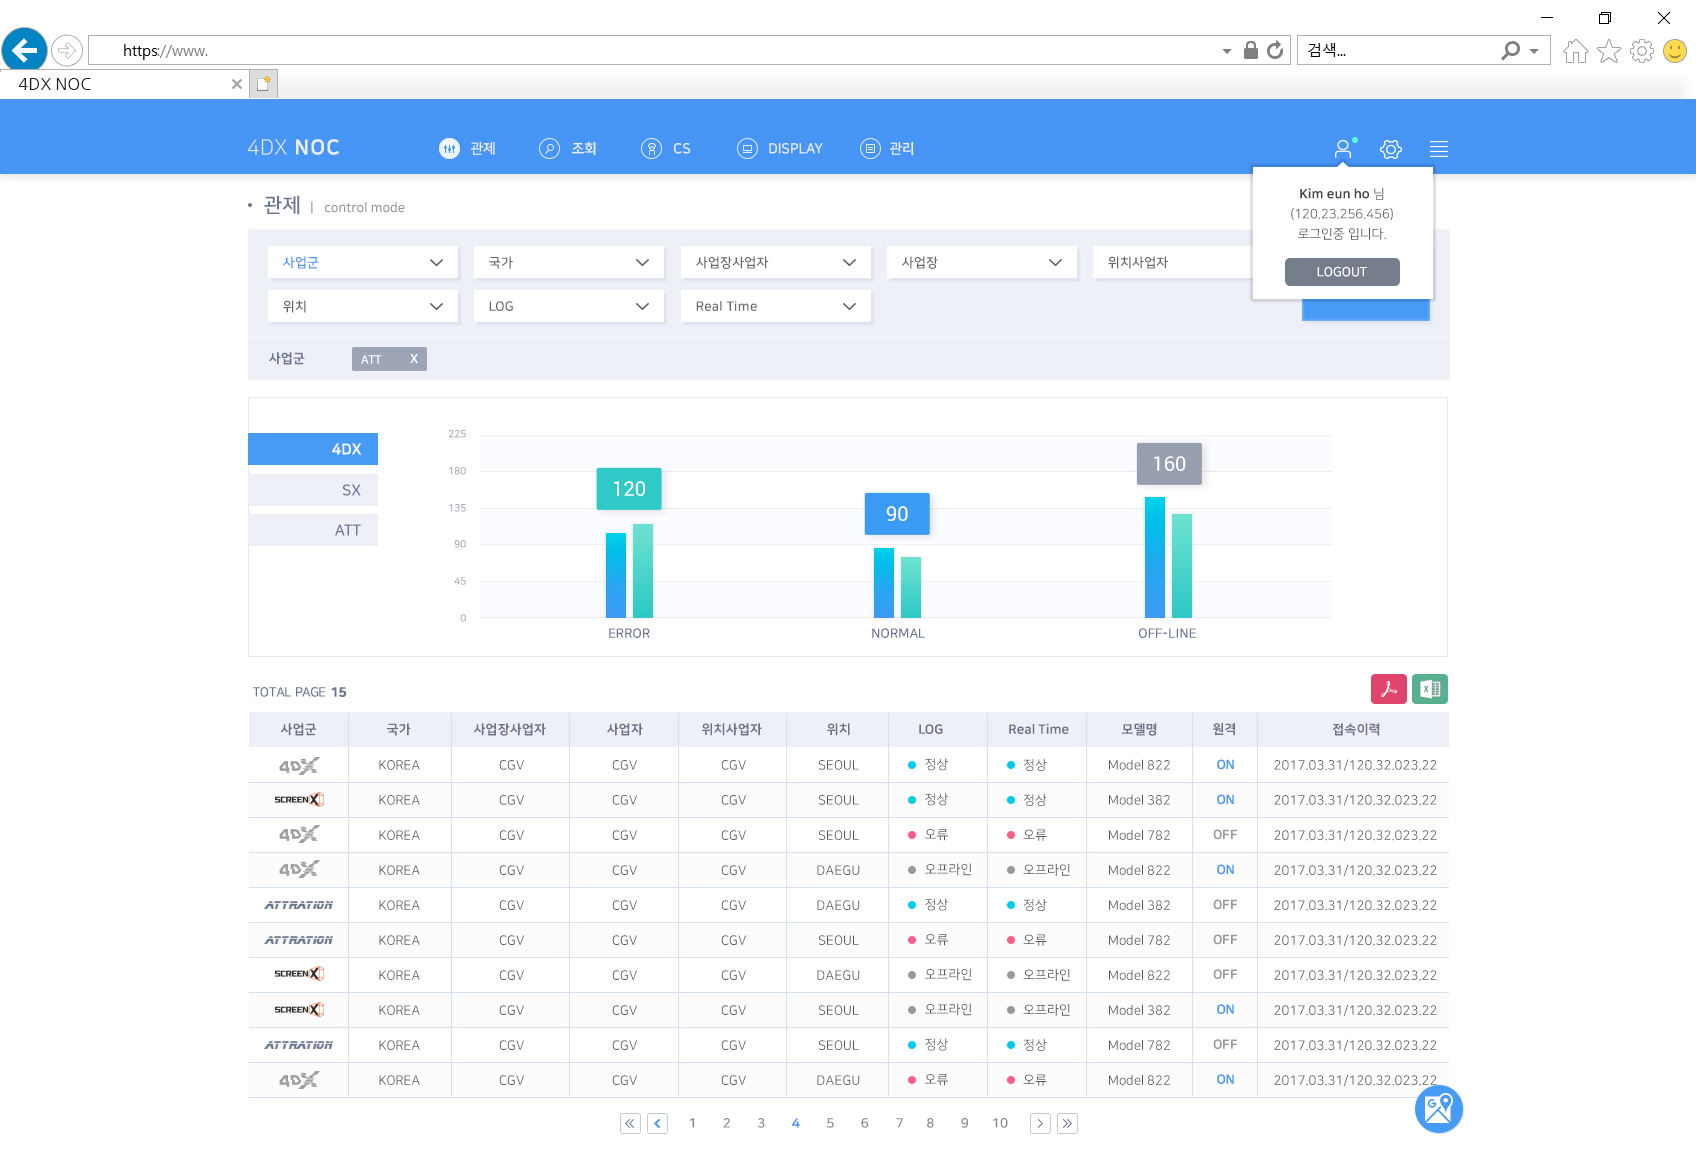 https://www.
검색...
4DX NOC
4DX NOC
관제
조회
CS
DISPLAY
관리
Kim eun ho 님
(120.23.256.456)
로그인중 입니다.
LOGOUT
관제 | control mode
사업군
국가
사업장사업자
사업장
위치사업자
위치
LOG
Real Time
사업군
ATT X
4DX
SX
ATT
225
180
135
90
45
0
120
90
160
ERROR
NORMAL
OFF-LINE
TOTAL PAGE 15
사업군 국가 사업장사업자 사업자 위치사업자 위치 LOG Real Time 모델명 원격 접속이력
4DX KOREA CGV CGV CGV SEOUL 정상 정상 Model 822 ON 2017.03.31/120.32.023.22
SCREENX KOREA CGV CGV CGV SEOUL 정상 정상 Model 382 ON 2017.03.31/120.32.023.22
4DX KOREA CGV CGV CGV SEOUL 오류 오류 Model 782 OFF 2017.03.31/120.32.023.22
4DX KOREA CGV CGV CGV DAEGU 오프라인 오프라인 Model 822 ON 2017.03.31/120.32.023.22
ATTRATION KOREA CGV CGV CGV DAEGU 정상 정상 Model 382 OFF 2017.03.31/120.32.023.22
ATTRATION KOREA CGV CGV CGV SEOUL 오류 오류 Model 782 OFF 2017.03.31/120.32.023.22
SCREENX KOREA CGV CGV CGV DAEGU 오프라인 오프라인 Model 822 OFF 2017.03.31/120.32.023.22
SCREENX KOREA CGV CGV CGV SEOUL 오프라인 오프라인 Model 382 ON 2017.03.31/120.32.023.22
ATTRATION KOREA CGV CGV CGV SEOUL 정상 정상 Model 782 OFF 2017.03.31/120.32.023.22
4DX KOREA CGV CGV CGV DAEGU 오류 오류 Model 822 ON 2017.03.31/120.32.023.22
1 2 3 4 5 6 7 8 9 10